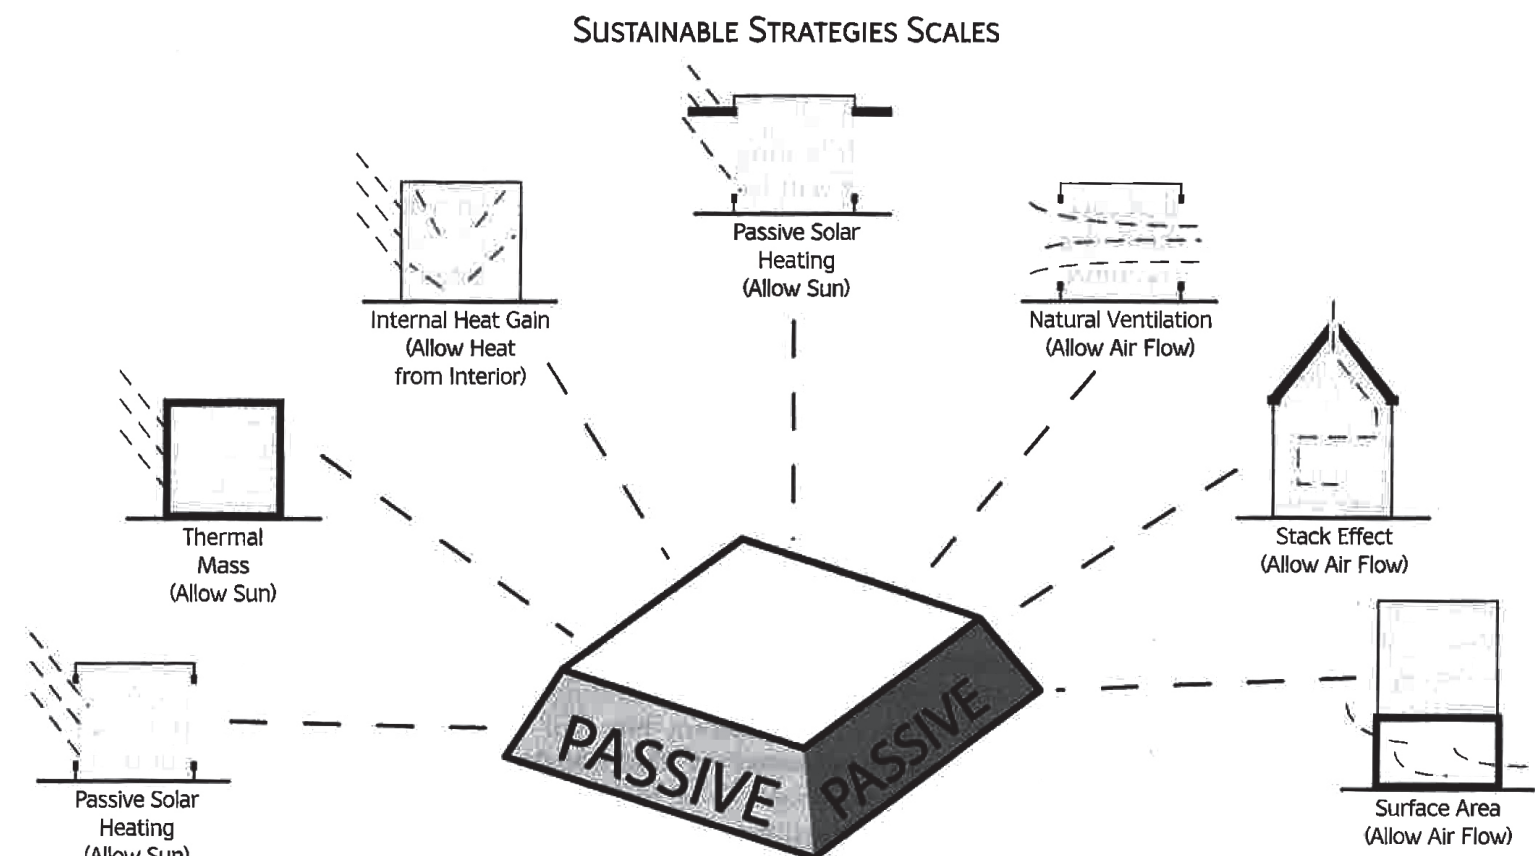 SUSTAINABLE STRATEGIES SCALES
Passive Solar
Heating
(Allow Sun)
Internal Heat Gain
(Allow Heat
from Interior)
Natural Ventilation
(Allow Air Flow)
Thermal
Mass
(Allow Sun)
Stack Effect
(Allow Air Flow)
Passive Solar
Heating
(Allow Sun)
Surface Area
(Allow Air Flow)
PASSIVE
PASSIVE